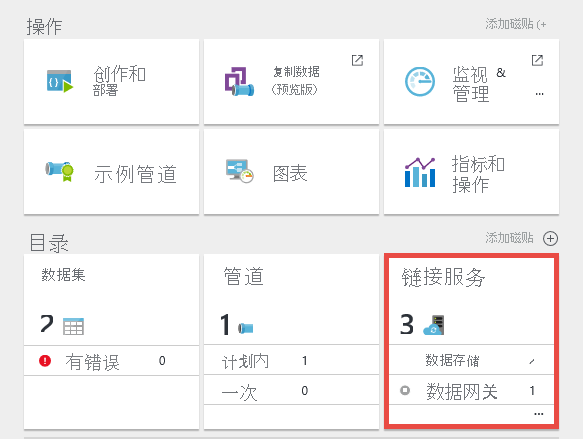 操作
添加磁贴 (+
创作和
部署
复制数据
(预览版)
监视 &
管理
...
示例管道
图表
指标和
操作
目录
添加磁贴
数据集
2
有错误 0
管道
1
计划内 1
一次 0
链接服务
3
数据存储
数据网关 1
...